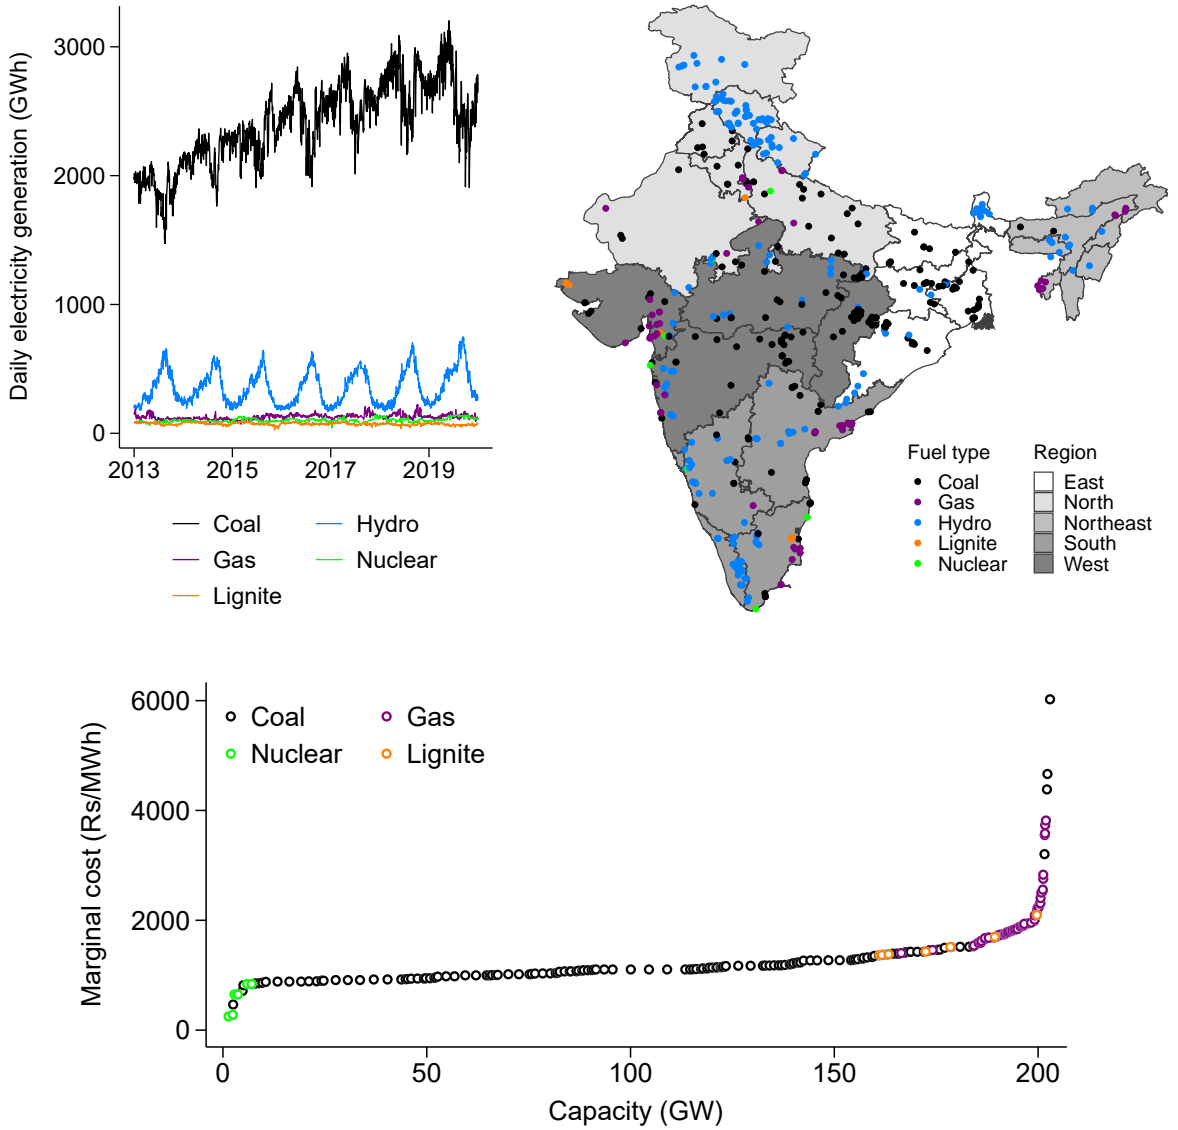 Daily electricity generation (GWh)
3000
2000
1000
0
2013 2015 2017 2019
Coal Hydro
Gas Nuclear
Lignite
Fuel type
Coal
Gas
Hydro
Lignite
Nuclear
Region
East
North
Northeast
South
West
Marginal cost (Rs/MWh)
6000
4000
2000
0
Coal Gas
Nuclear Lignite
0 50 100 150 200
Capacity (GW)